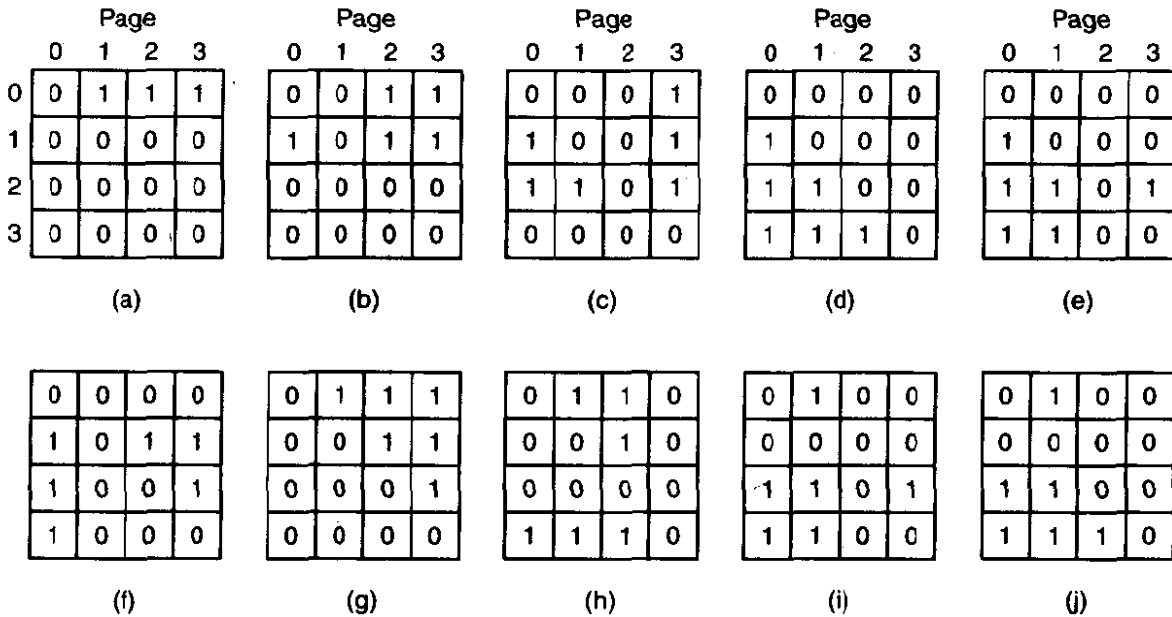 Page Page Page Page Page
0 1 2 3 0 1 2 3 0 1 2 3 0 1 2 3 0 1 2 3
0 0 1 1 1 0 0 1 1 0 0 0 1 0 0 0 0 0 0 0 0
1 0 0 0 0 1 0 1 1 1 0 0 1 1 0 0 0 1 0 0 0
2 0 0 0 0 0 0 0 0 1 1 0 1 1 1 0 0 1 1 0 1
3 0 0 0 0 0 0 0 0 0 0 0 0 1 1 1 0 1 1 0 0
(a) (b) (c) (d) (e)
0 0 0 0 0 1 1 1 0 1 1 0 0 1 0 0 0 1 0 0
1 0 1 1 0 0 1 1 0 0 1 0 0 0 0 0 0 0 0 0
1 0 0 1 0 0 0 1 0 0 0 0 1 1 0 1 1 1 0 0
1 0 0 0 0 0 0 0 1 1 1 0 1 1 0 0 1 1 1 0
(f) (g) (h) (i) (j)